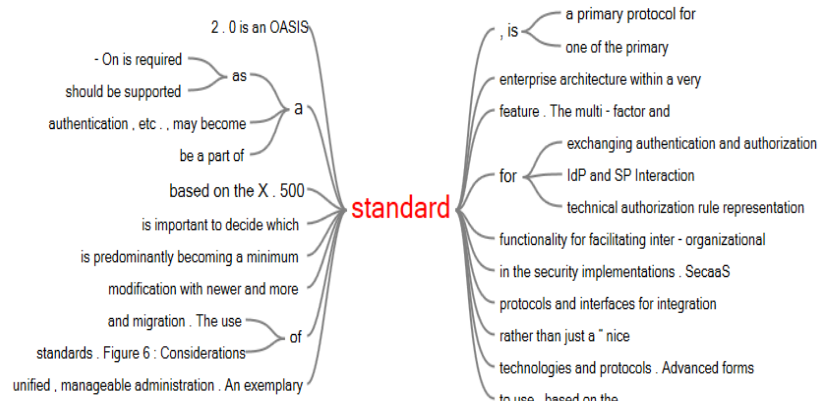 2 . 0 is an OASIS
- On is required
should be supported
as
authentication , etc . , may become
be a part of
a
based on the X . 500
is important to decide which
is predominantly becoming a minimum
modification with newer and more
and migration . The use
standards . Figure 6 : Considerations
of
unified , manageable administration . An exemplary
standard
, is
a primary protocol for
one of the primary
enterprise architecture within a very
feature . The multi - factor and
for
exchanging authentication and authorization
IdP and SP Interaction
technical authorization rule representation
functionality for facilitating inter - organizational
in the security implementations . SecaaS
protocols and interfaces for integration
rather than just a " nice
technologies and protocols . Advanced forms
to use , based on the